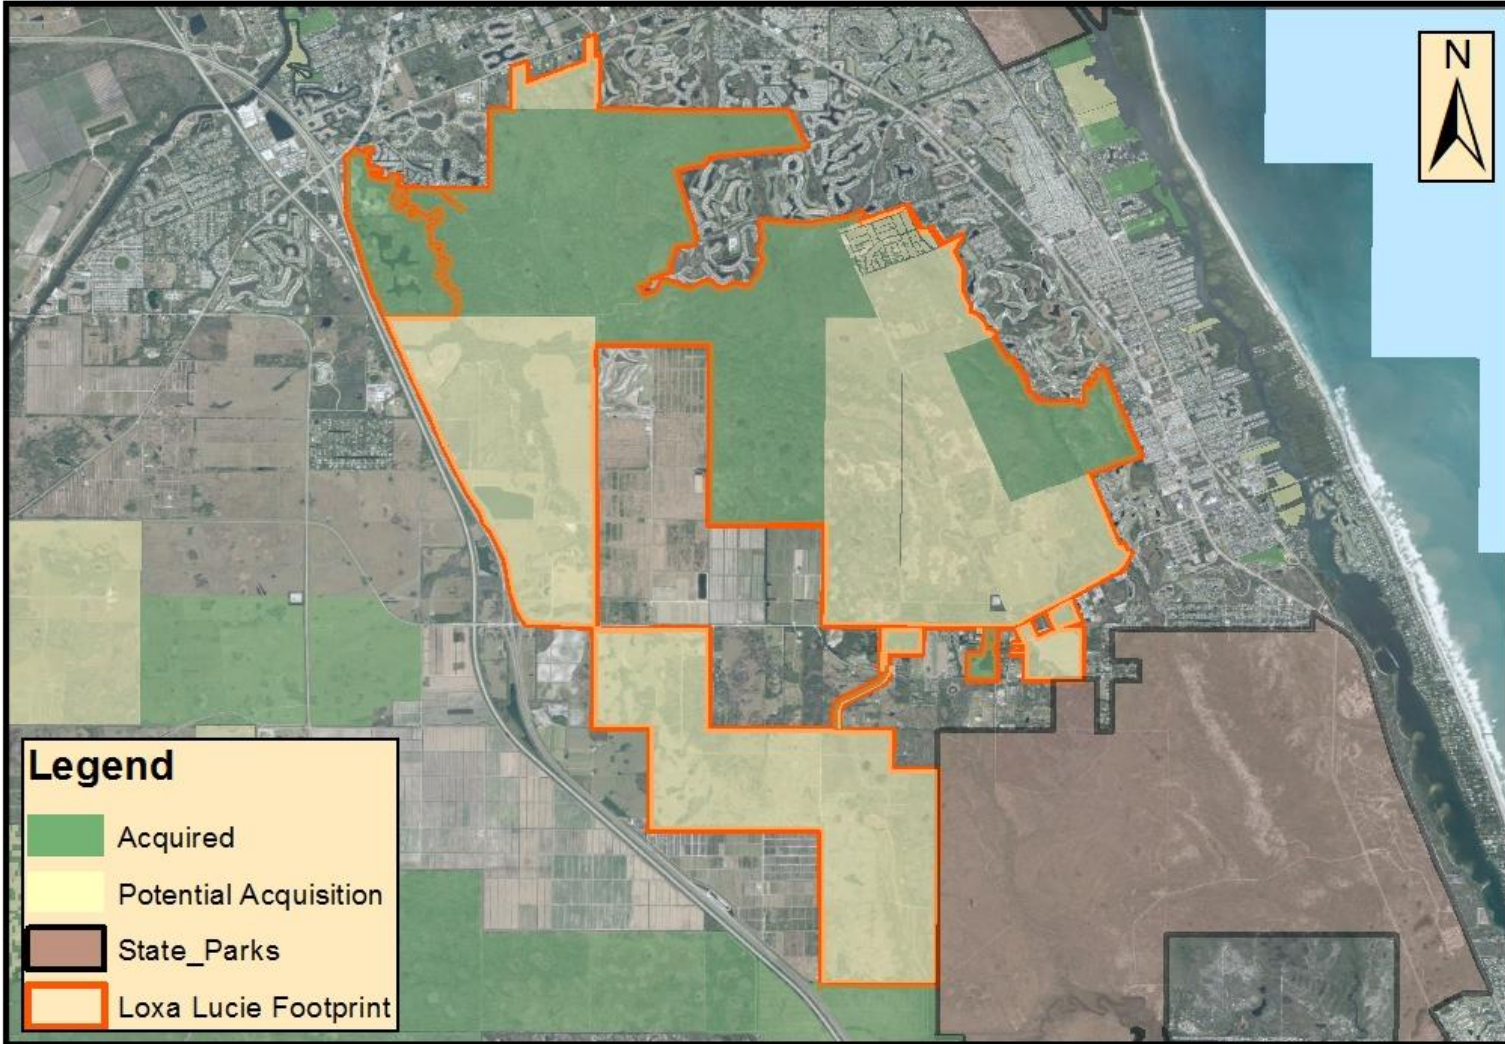 N
Legend
Acquired
Potential Acquisition
State_Parks
Loxa Lucie Footprint